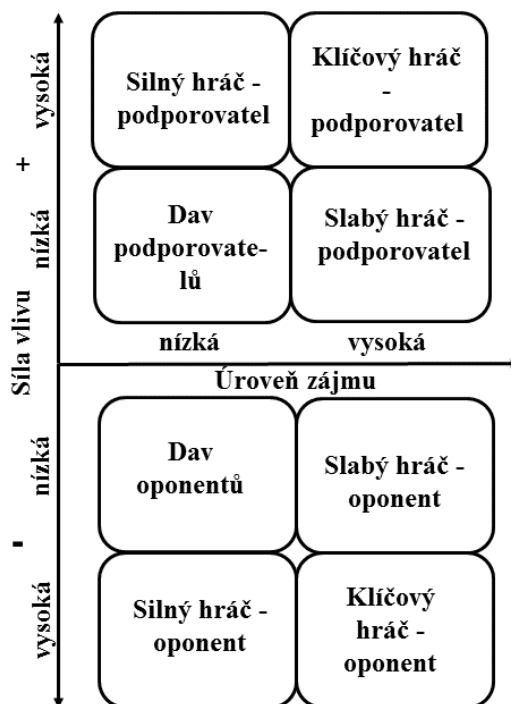 vysoká
Silný hráč -
podporovatel
Klíčový hráč
-
podporovatel
+
nízká
Dav
podporovate-
lů
Slabý hráč -
podporovatel
Síla vlivu
nízká
vysoká
Úroveň zájmu
nízká
Dav
oponentů
Slabý hráč -
oponent
-
vysoká
Silný hráč -
oponent
Klíčový
hráč -
oponent